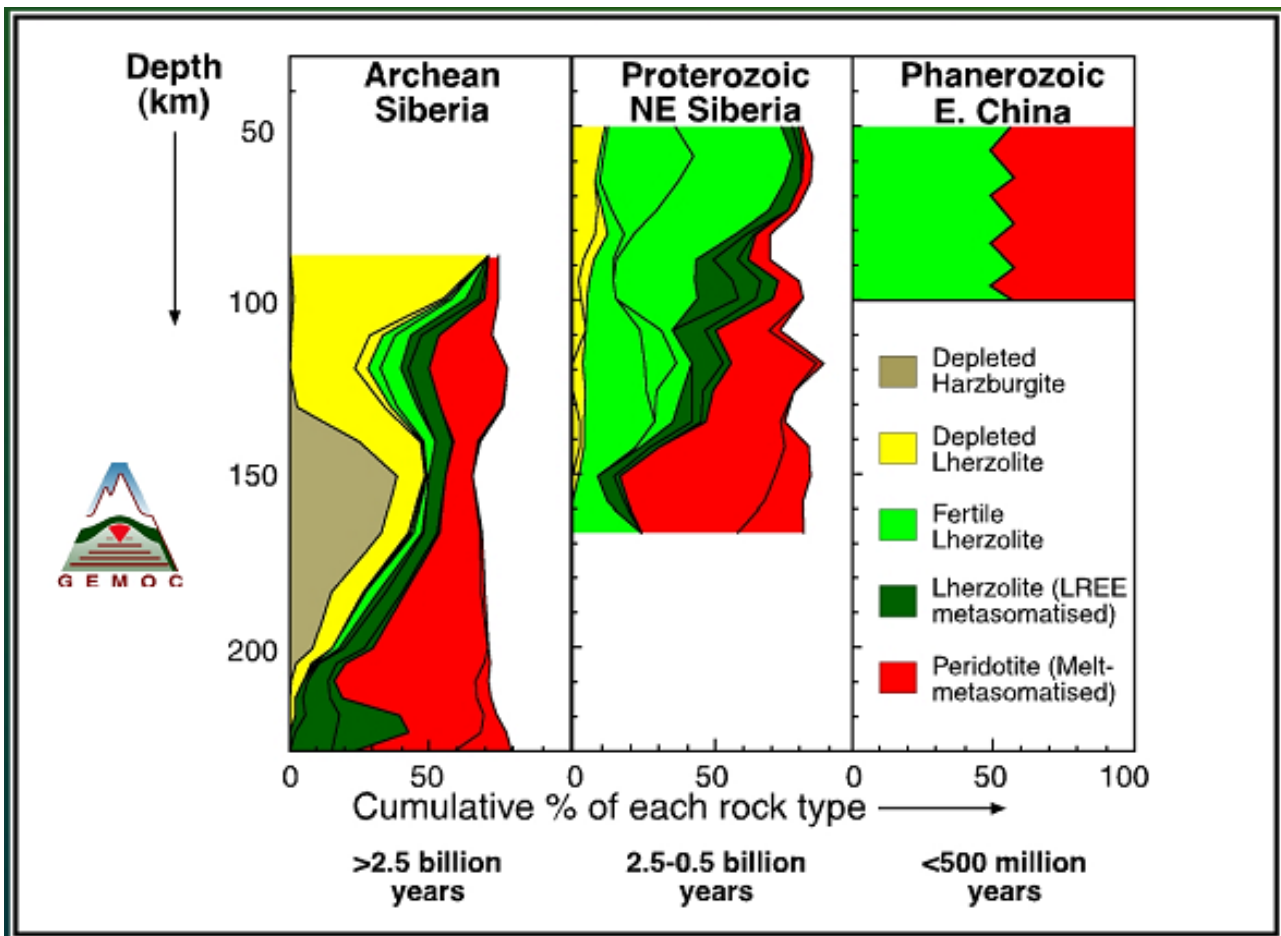 Depth
(km)
Archean
Siberia
Proterozoic
NE Siberia
Phanerozoic
E. China
50
100
150
200
Depleted
Harzburgite
Depleted
Lherzolite
Fertile
Lherzolite
Lherzolite (LREE
metasomatised)
Peridotite (Melt-
metasomatised)
G E M O C
0 50 0 50 0 50 100
Cumulative % of each rock type
>2.5 billion
years
2.5-0.5 billion
years
<500 million
years